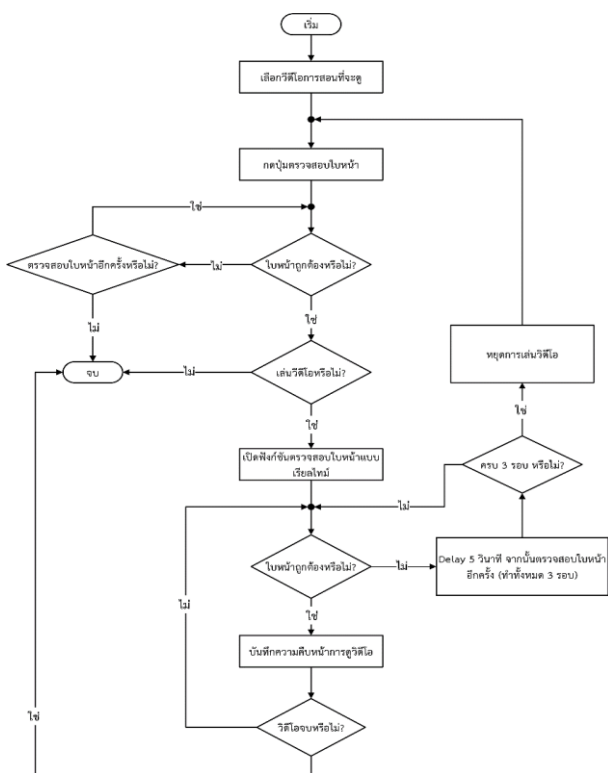 เริ่ม
เลือกวีดีโอการสอนที่จะดู
กดปุ่มตรวจสอบใบหน้า
ใช่
ตรวจสอบใบหน้าอีกครั้งหรือไม่?
ไม่
ใบหน้าถูกต้องหรือไม่?
ไม่
ใช่
หยุดการเล่นวิดีโอ
จบ
ไม่
เล่นวีดีโอหรือไม่?
ใช่
ใช่
เปิดฟังก์ชันตรวจสอบใบหน้าแบบ
เรียลไทม์
ครบ 3 รอบ หรือไม่?
ไม่
ใบหน้าถูกต้องหรือไม่?
ไม่
Delay 5 วินาที จากนั้นตรวจสอบใบหน้า
อีกครั้ง (ทำทั้งหมด 3 รอบ)
ไม่
ใช่
บันทึกความคืบหน้าการดูวิดีโอ
ใช่
วิดีโอจบหรือไม่?